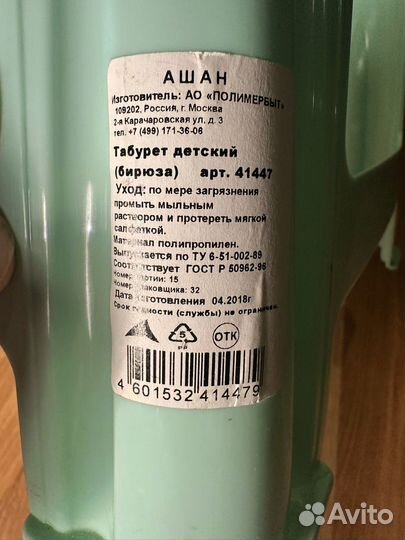 АШАН
Изготовитель: АО «ПОЛИМЕРБЫТ»
109202, Россия, г. Москва
2-я Карачаровская ул, д. 3
тел. +7 (499) 171-36-06
Табурет детский
(бирюза) арт. 41447
Уход: по мере загрязнения
промыть мыльным
раствором и протереть мягкой
салфеткой.
Материал полипропилен.
Выпускается по ТУ 6-51-002-89
Соответствует ГОСТ Р 50962-96
Номер партии: 15
Номер упаковщика: 32
Дата изготовления 04.2018г
Срок годности (службы) не ограничен.
5
PP
ОТК
4 601532 414479
Avito